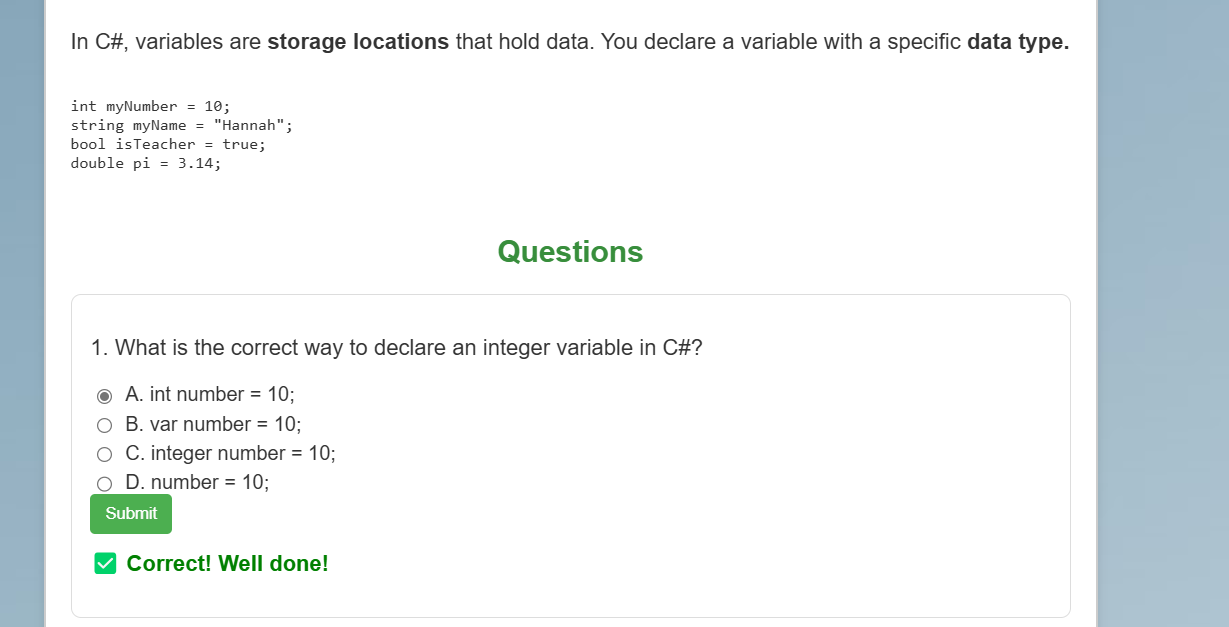 In C#, variables are storage locations that hold data. You declare a variable with a specific data type.
int myNumber = 10;
string myName = "Hannah";
bool isTeacher = true;
double pi = 3.14;
Questions
1. What is the correct way to declare an integer variable in C#?
A. int number = 10;
B. var number = 10;
C. integer number = 10;
D. number = 10;
Submit
Correct! Well done!